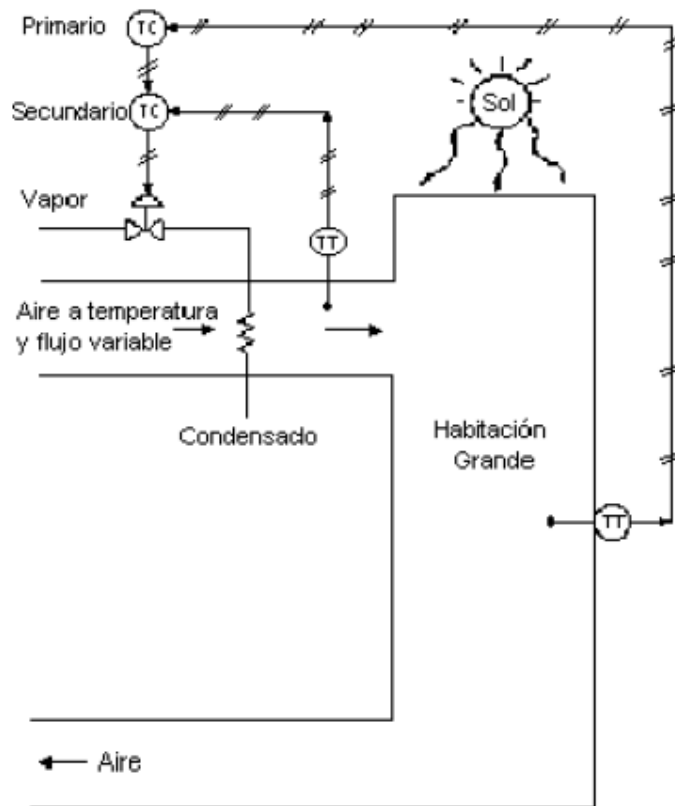 Primario
TC
Secundario
TC
Sol
Vapor
TT
Aire a temperatura
y flujo variable
Condensado
Habitación
Grande
TT
Aire